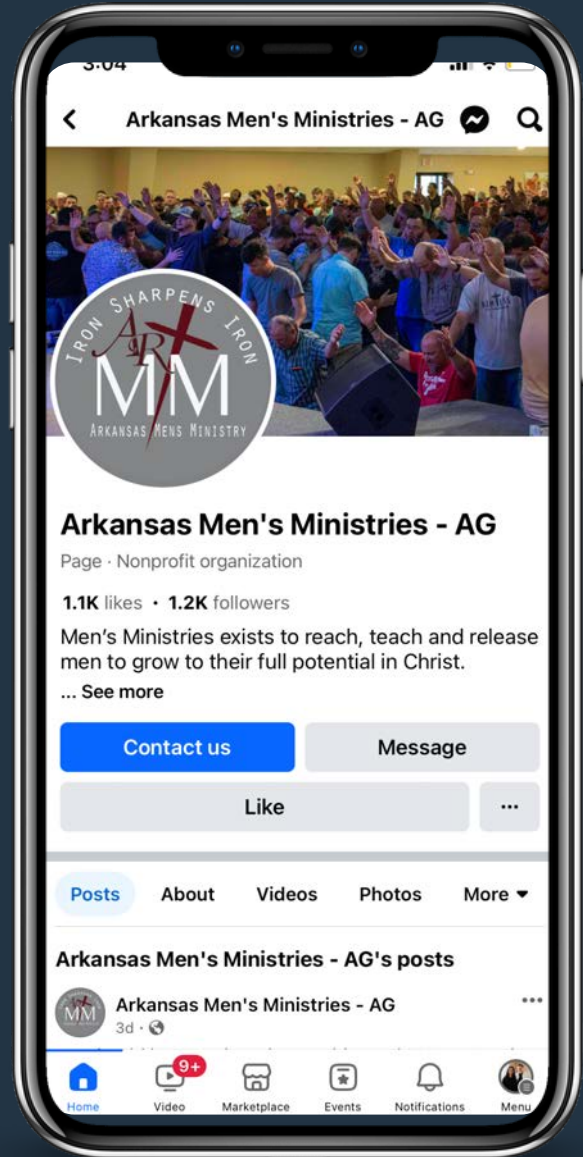 3:04
Arkansas Men's Ministries - AG
IRON SHARPENS IRON
AR
MM
ARKANSAS MENS MINISTRY
Arkansas Men's Ministries - AG
Page · Nonprofit organization
1.1K likes • 1.2K followers
Men's Ministries exists to reach, teach and release
men to grow to their full potential in Christ.
... See more
Contact us
Message
Like
...
Posts About Videos Photos More
Arkansas Men's Ministries - AG's posts
MM
Arkansas Men's Ministries - AG
...
3d ·
9+
Home Video Marketplace Events Notifications Menu